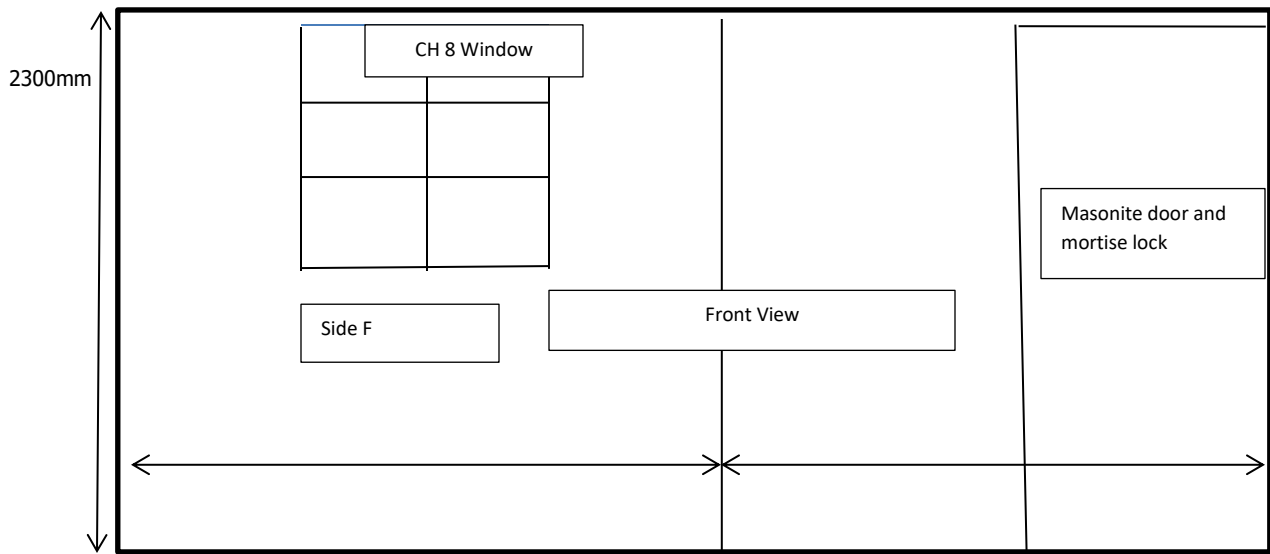 CH 8 Window
2300mm
Masonite door and
mortise lock
Side F
Front View